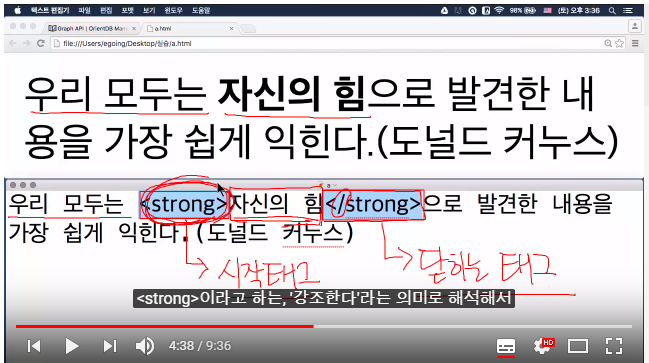 텍스트 편집기 파일 편집 포맷 보기 윈도우 도움말 98% (토) 오후 3:36
Graph API | OrientDB Man a.html
file:///Users/egoing/Desktop/실습/a.html
우리 모두는 자신의 힘으로 발견한 내
용을 가장 쉽게 익힌다.(도널드 커누스)
a
우리 모두는 <strong>자신의 힘</strong>으로 발견한 내용을
가장 쉽게 익힌다.(도널드 커누스)
시작태그 닫하는 태그
<strong>이라고 하는, '강조한다'라는 의미로 해석해서
4:38 / 9:36 HD